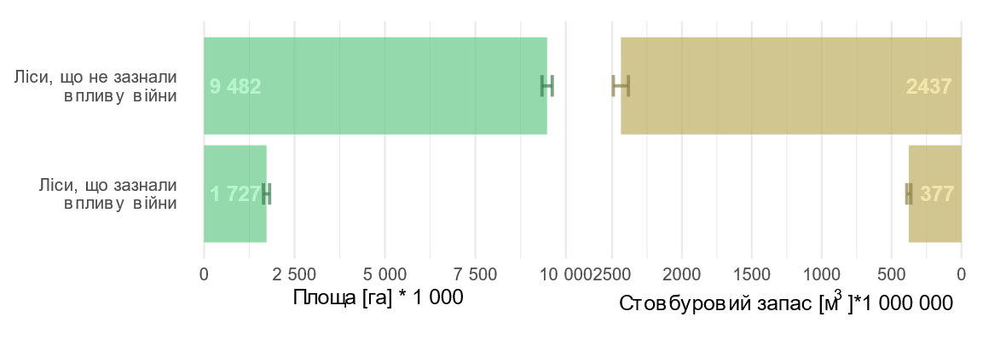 Ліси, що не зазнали
впливу війни
9 482
2437
Ліси, що зазнали
впливу війни
1 727
377
0 2 500 5 000 7 500 10 000 2500 2000 1500 1000 500 0
Площа [га] * 1 000
Стовбуровий запас [м³ ]*1 000 000